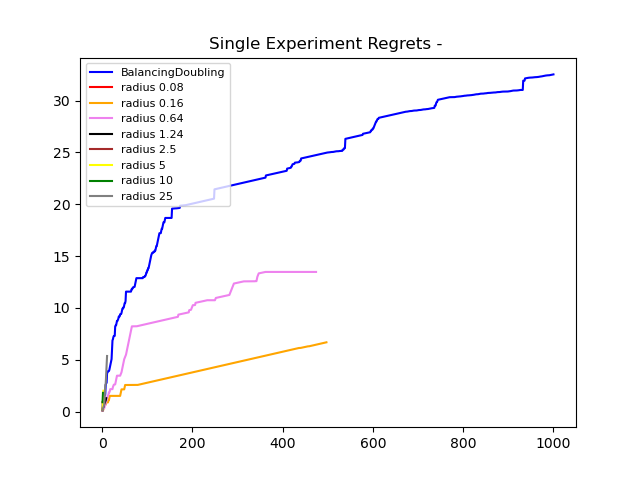 Single Experiment Regrets -
BalancingDoubling
radius 0.08
radius 0.16
radius 0.64
radius 1.24
radius 2.5
radius 5
radius 10
radius 25
30
25
20
15
10
5
0
0 200 400 600 800 1000